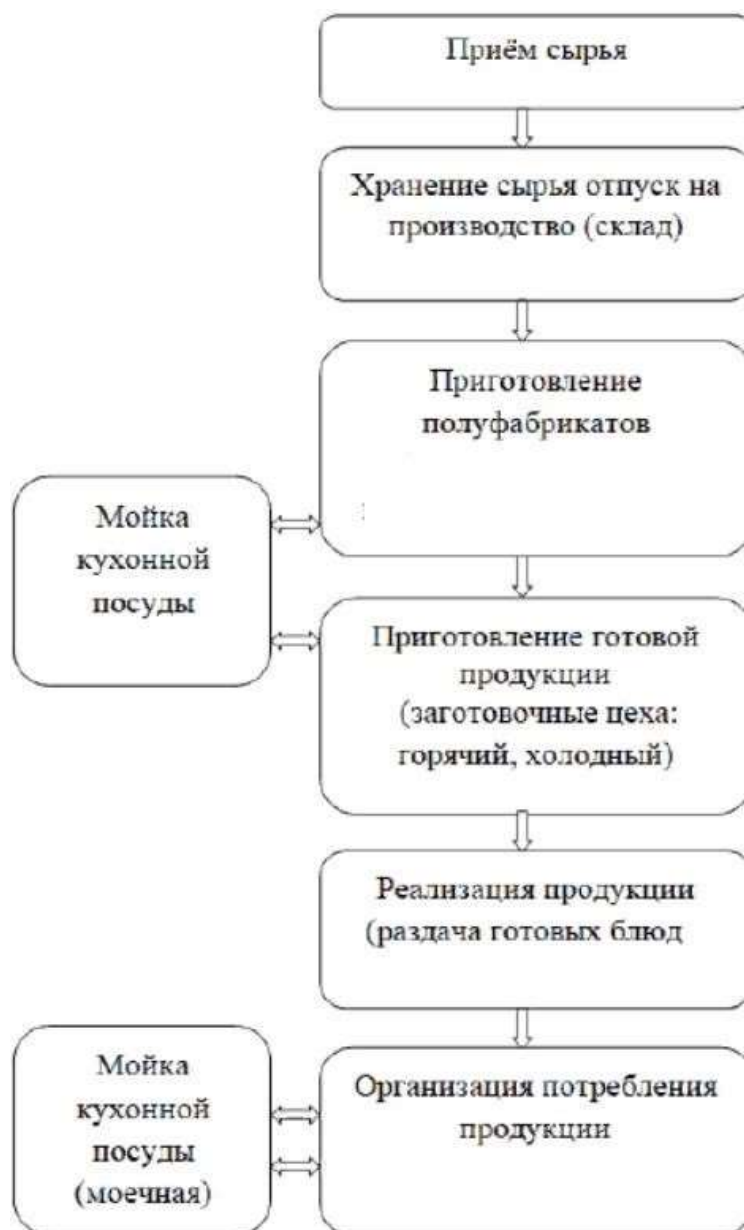 Приём сырья
Хранение сырья отпуск на
производство (склад)
Приготовление
полуфабрикатов
Мойка
кухонной
посуды
Приготовление готовой
продукции
(заготовочные цеха:
горячий, холодный)
Реализация продукции
(раздача готовых блюд
Мойка
кухонной
посуды
(моечная)
Организация потребления
продукции